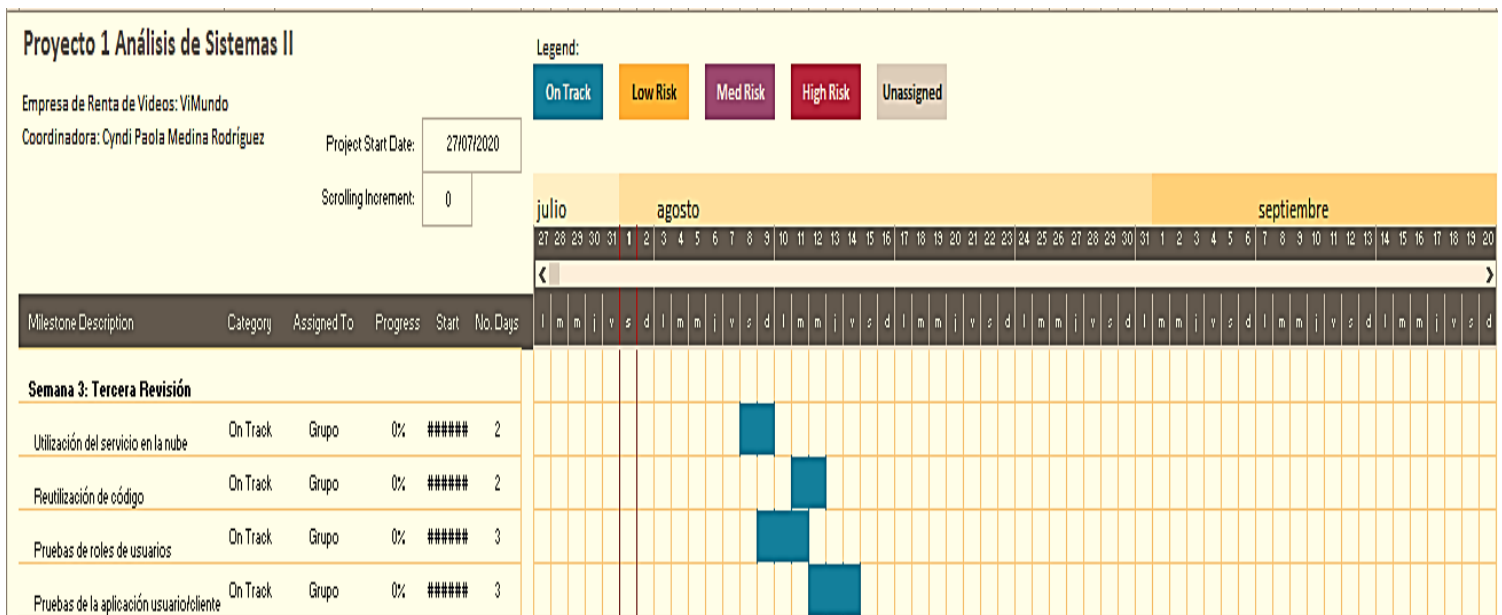 Proyecto 1 Análisis de Sistemas II
Empresa de Renta de Videos: ViMundo
Coordinadora: Cyndi Paola Medina Rodríguez
Project Start Date: 27/07/2020
Scrolling Increment: 0
Legend:
On Track Low Risk Med Risk High Risk Unassigned
julio agosto septiembre
27 28 29 30 31 1 2 3 4 5 6 7 8 9 10 11 12 13 14 15 16 17 18 19 20 21 22 23 24 25 26 27 28 29 30 31 1 2 3 4 5 6 7 8 9 10 11 12 13 14 15 16 17 18 19 20
Milestone Description Category Assigned To Progress Start No. Days l m m j v s d l m m j v s d l m m j v s d l m m j v s d l m m j v s d l m m j v s d l m m j v s d l m m j v s d
Semana 3: Tercera Revisión
Utilización del servicio en la nube On Track Grupo 0% ###### 2
Reutilización de código On Track Grupo 0% ###### 2
Pruebas de roles de usuarios On Track Grupo 0% ###### 3
Pruebas de la aplicación usuario/cliente On Track Grupo 0% ###### 3